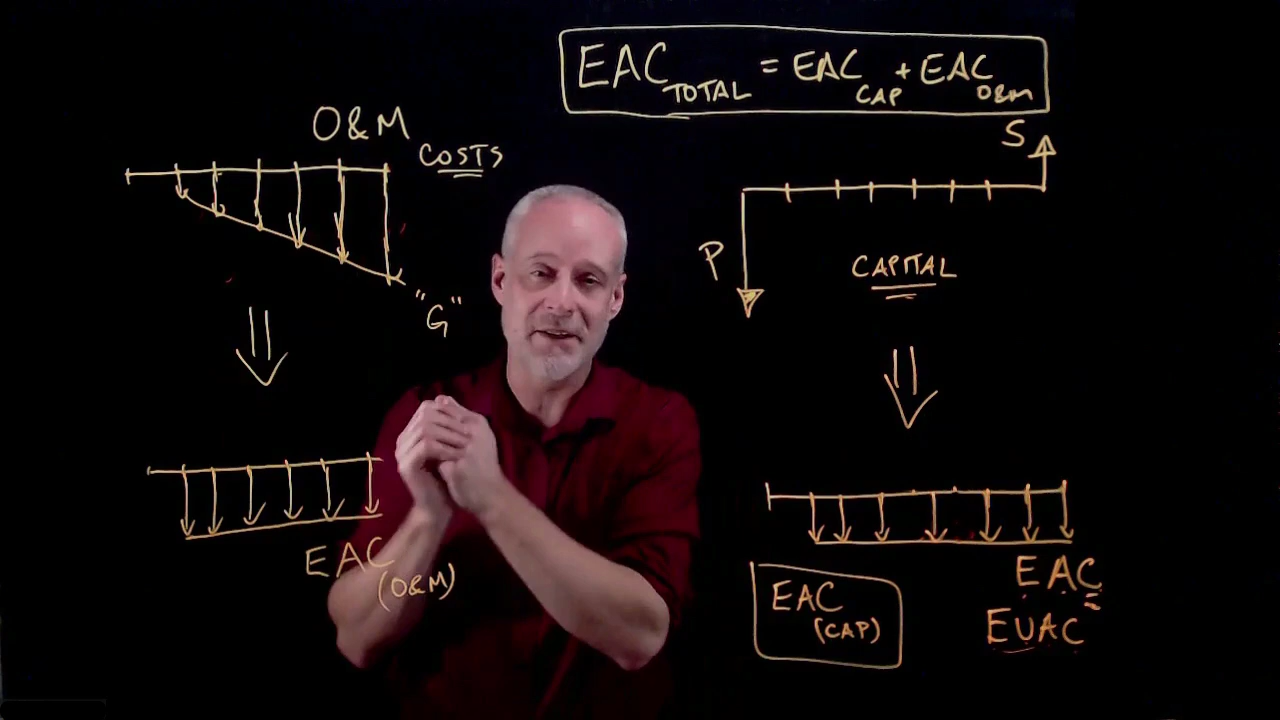 EAC TOTAL = EAC CAP + EAC O&M
O&M
COSTS
"G"
EAC
(O&M)
S
P
CAPITAL
EAC
EUAC
EAC
(CAP)